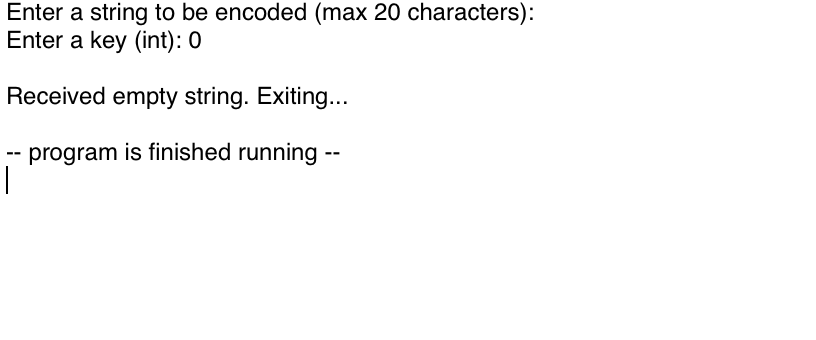 Enter a string to be encoded (max 20 characters):
Enter a key (int): 0
Received empty string. Exiting...
-- program is finished running --